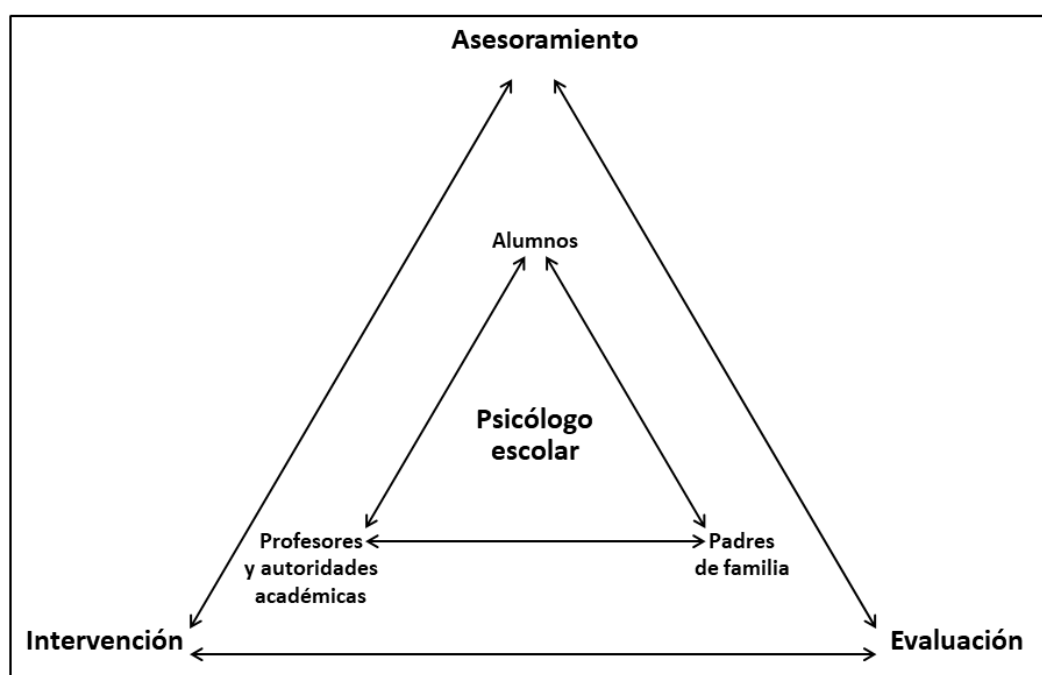 Asesoramiento
Alumnos
Psicólogo
escolar
Profesores
y autoridades
académicas
Padres
de familia
Intervención
Evaluación